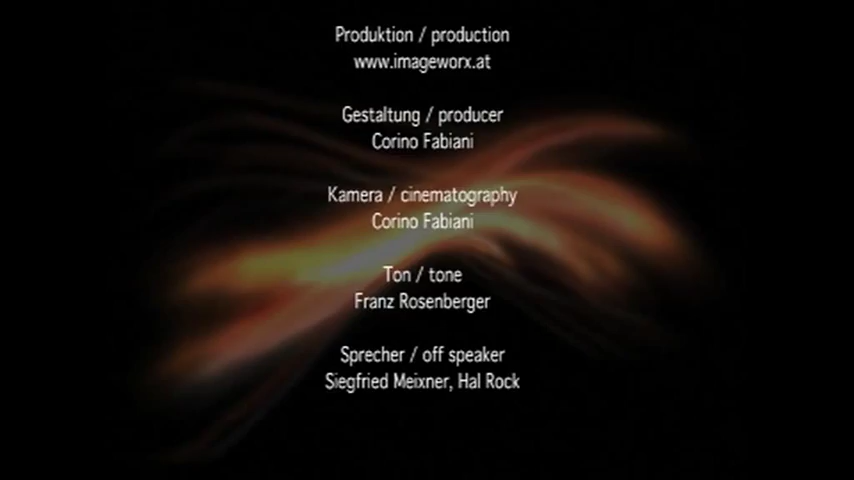 Produktion / production
www.imageworx.at
Gestaltung / producer
Corino Fabiani
Kamera / cinematography
Corino Fabiani
Ton / tone
Franz Rosenberger
Sprecher / off speaker
Siegfried Meixner, Hal Rock